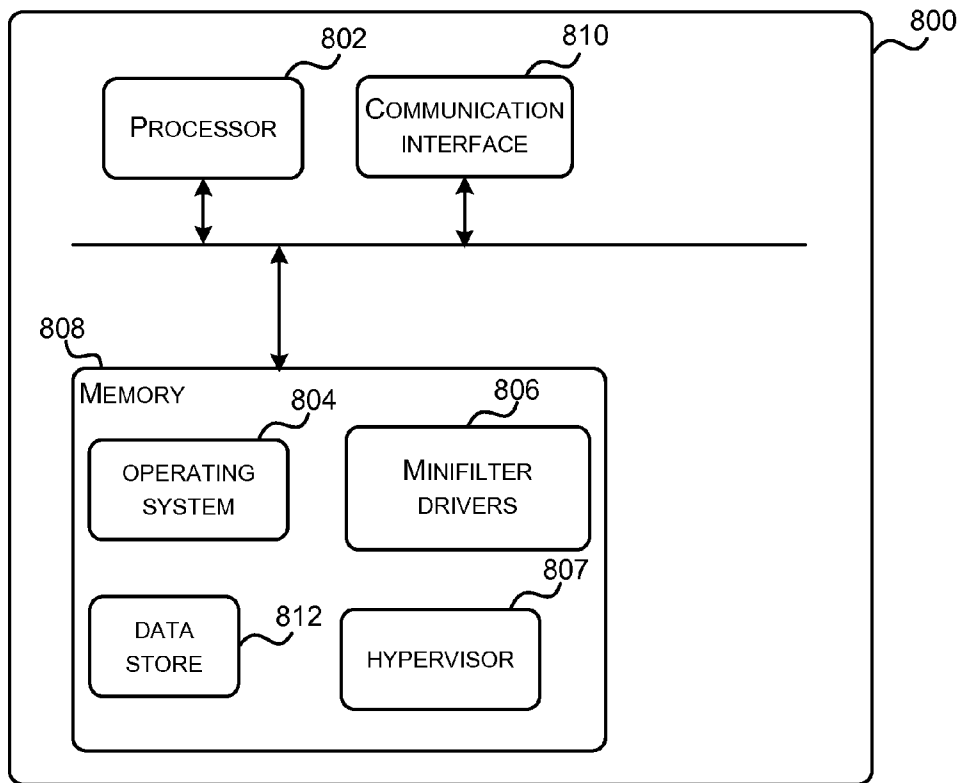 800
802
810
PROCESSOR
COMMUNICATION
INTERFACE
808
MEMORY
804
806
OPERATING
SYSTEM
MINIFILTER
DRIVERS
807
812
DATA
STORE
HYPERVISOR